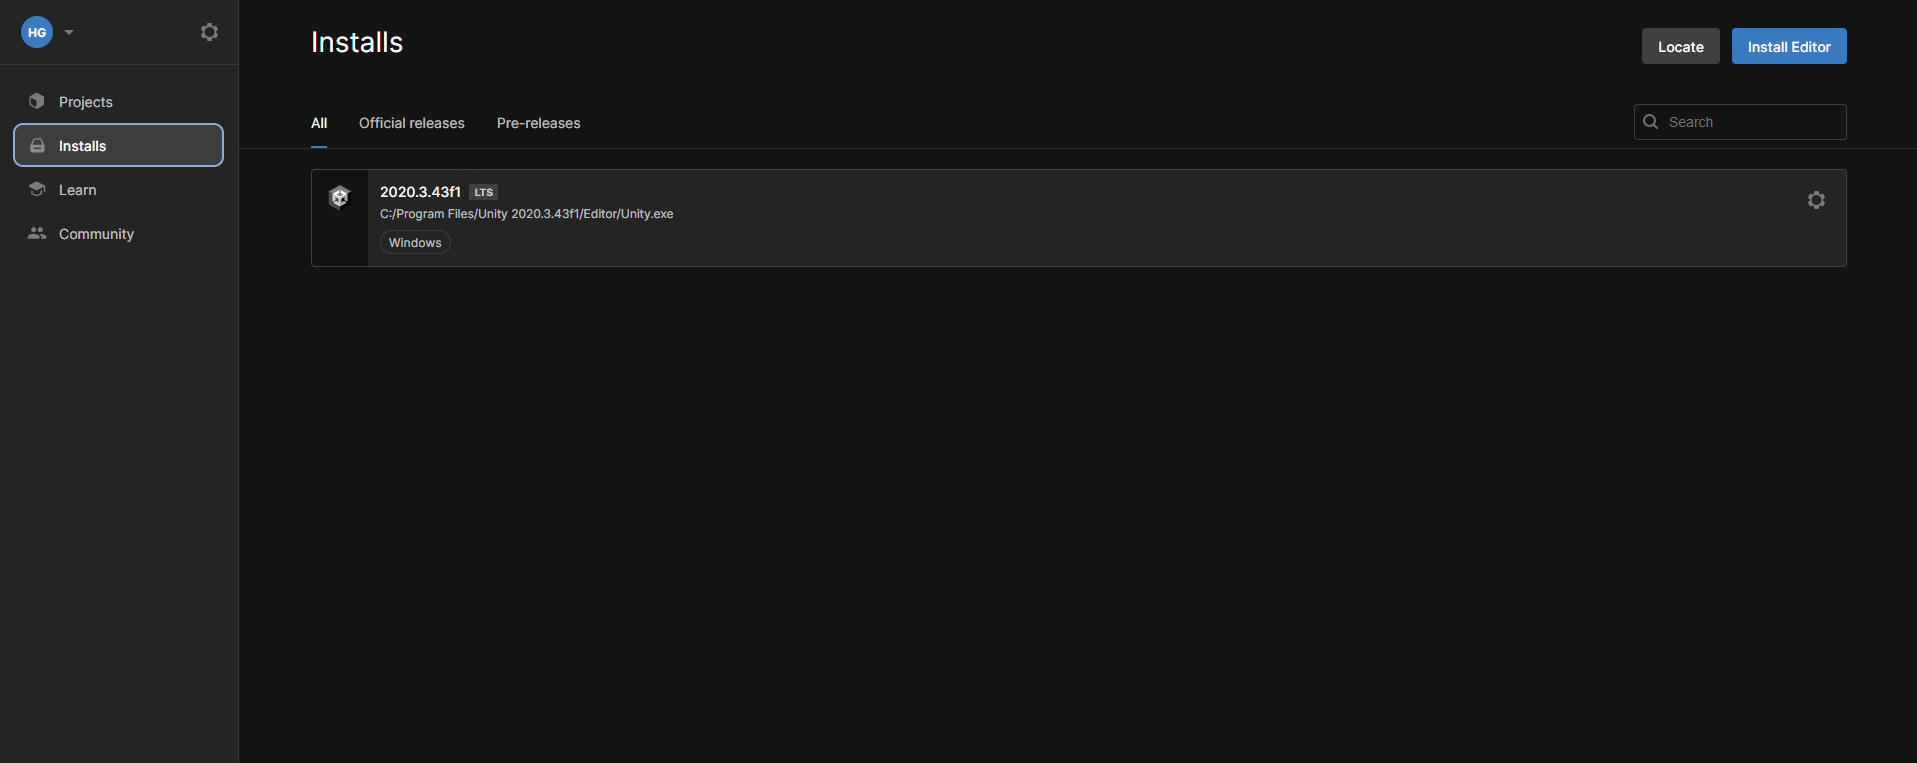 HG
Projects
Installs
Learn
Community
Installs
Locate
Install Editor
All
Official releases
Pre-releases
Search
2020.3.43f1 LTS
C:/Program Files/Unity 2020.3.43f1/Editor/Unity.exe
Windows